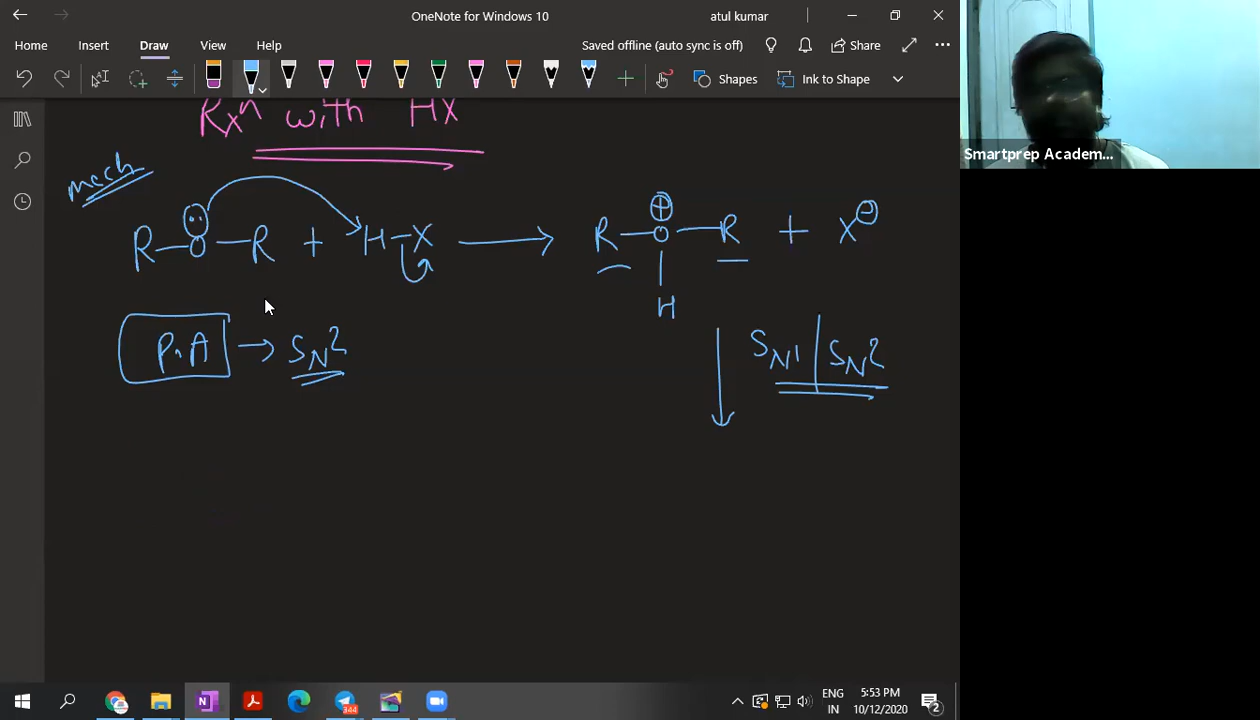 OneNote for Windows 10
atul kumar
Home Insert Draw View Help
Saved offline (auto sync is off)
Share
Shapes
Ink to Shape
Smartprep Academ...
Rxn with HX
mech
R–O–R + H–X → R–O–R + X⊖
⊕
H
P.A → SN2
SN1 | SN2
344
ENG
IN
5:53 PM
10/12/2020
2